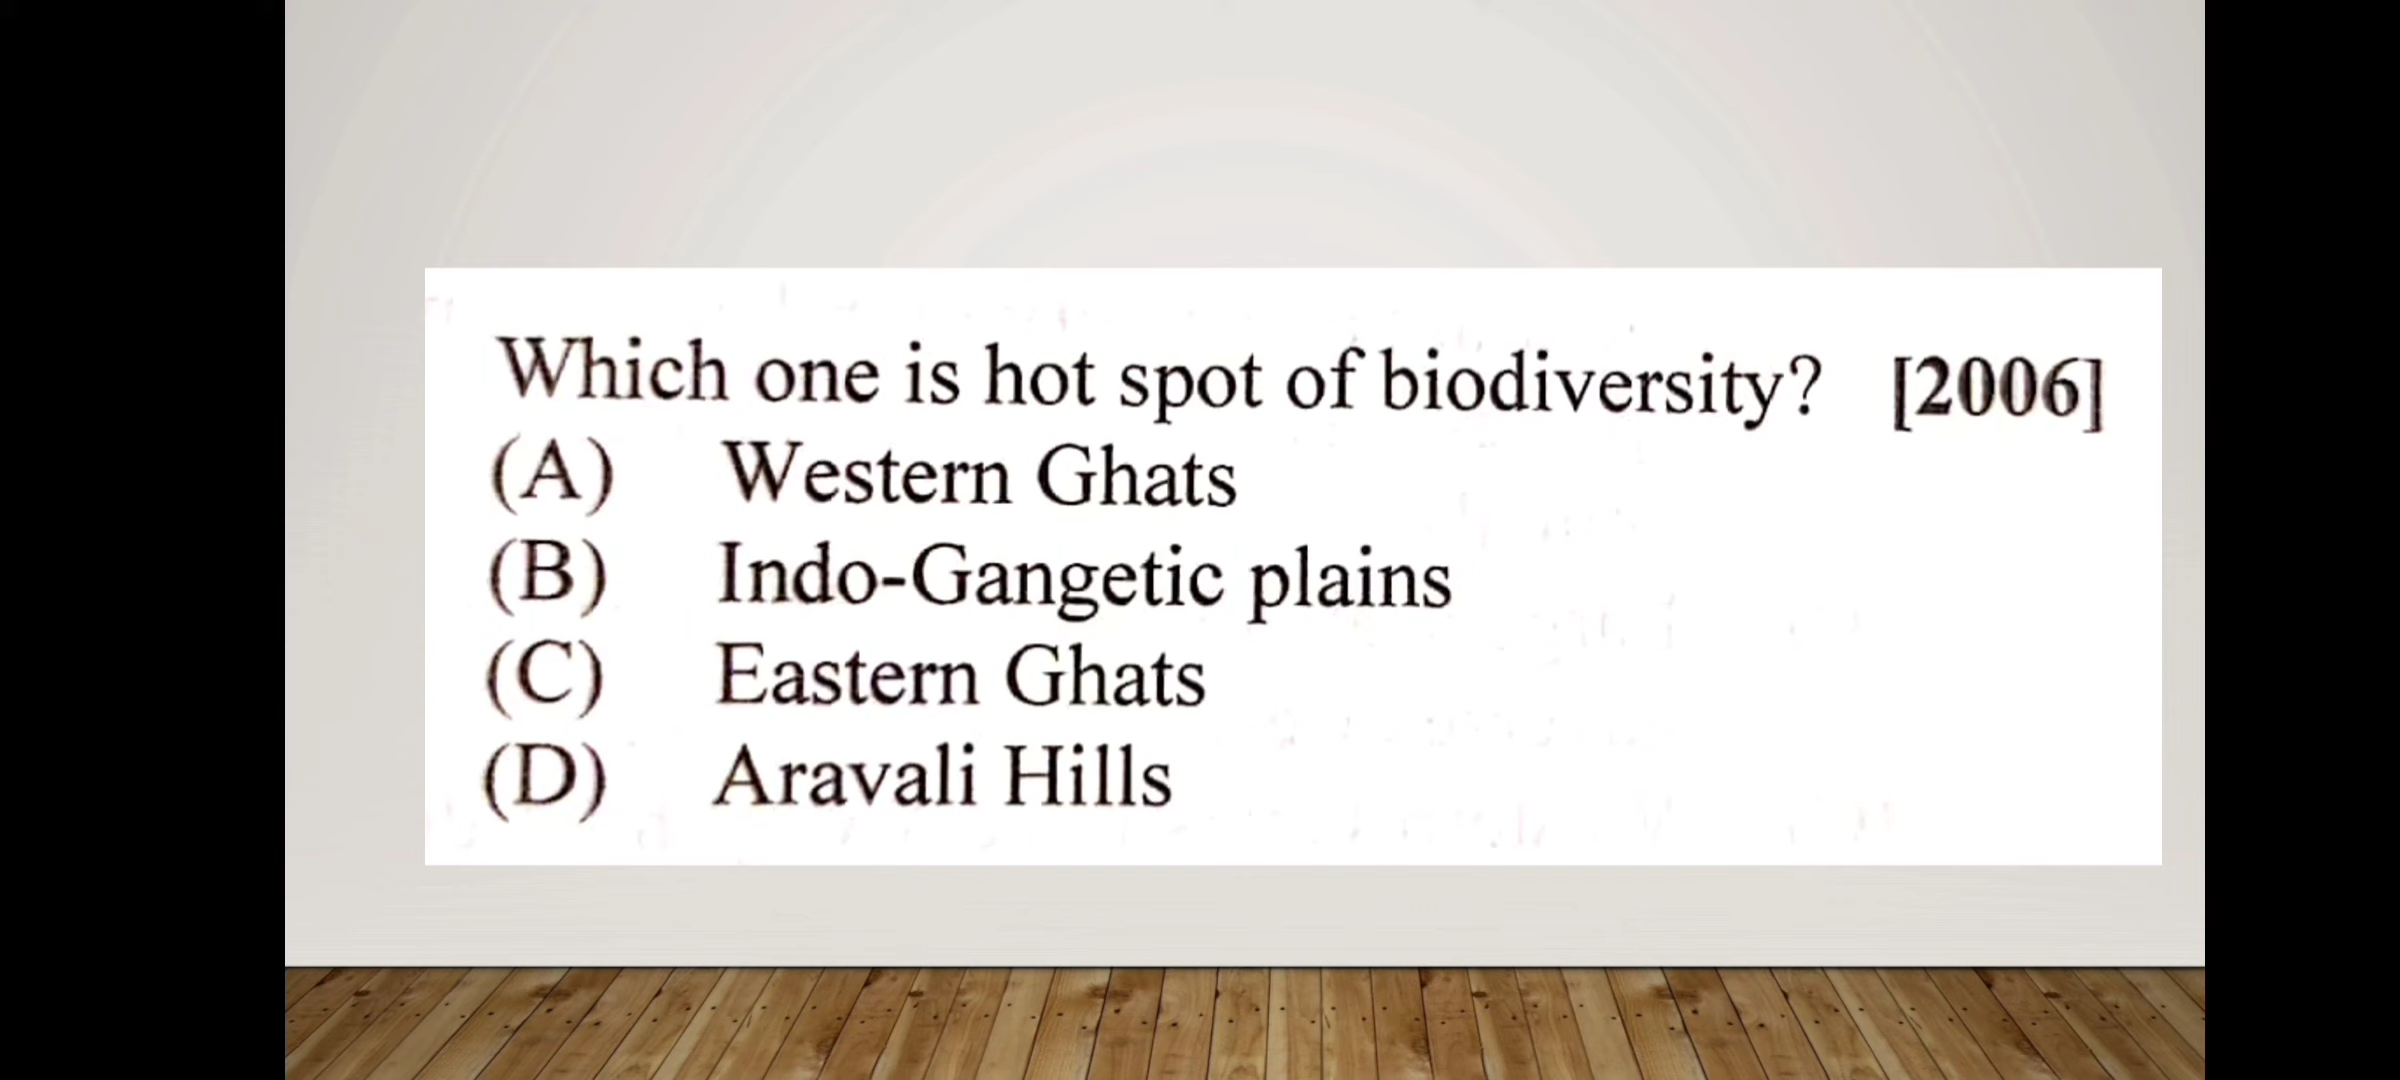 Which one is hot spot of biodiversity? [2006]
(A) Western Ghats
(B) Indo-Gangetic plains
(C) Eastern Ghats
(D) Aravali Hills